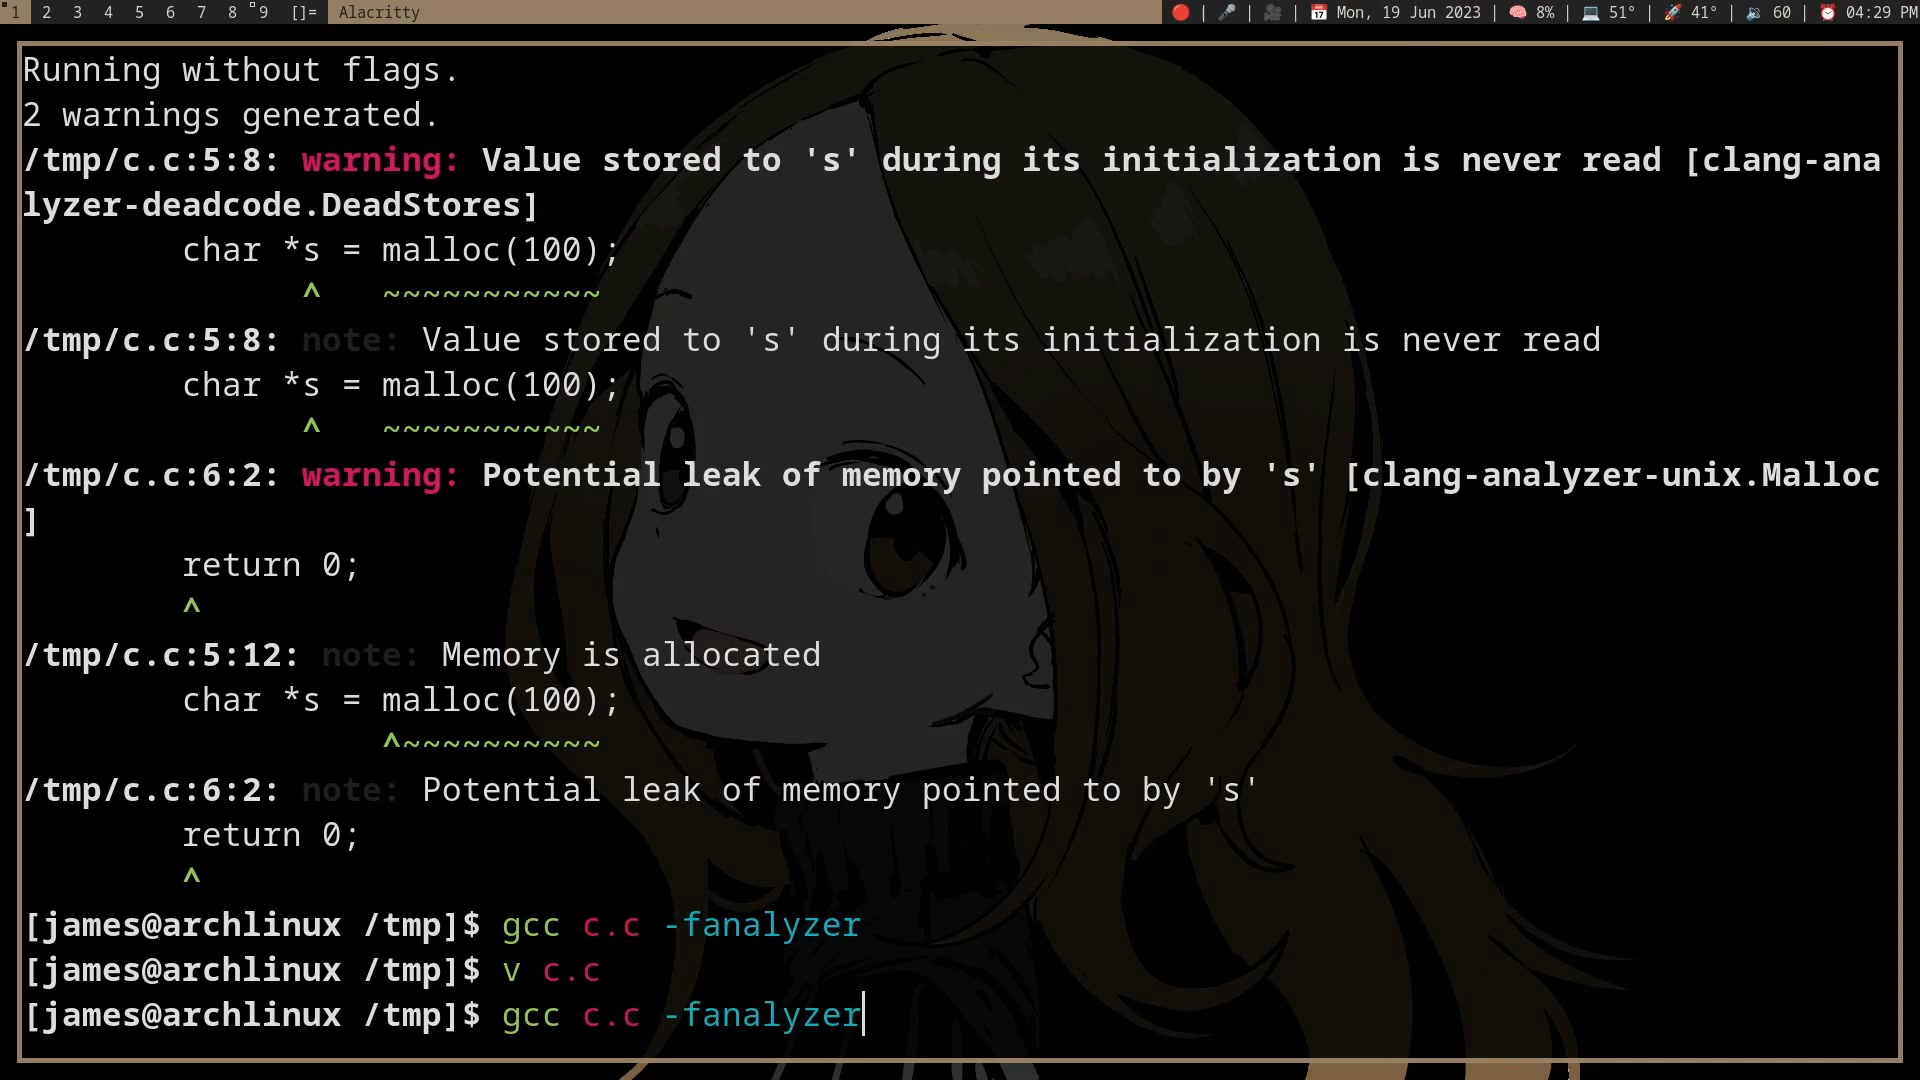 1 2 3 4 5 6 7 8 9 []= Alacritty | | | Mon, 19 Jun 2023 | 8% | 51° | 41° | 60 | 04:29 PM
Running without flags.
2 warnings generated.
/tmp/c.c:5:8: warning: Value stored to 's' during its initialization is never read [clang-ana
lyzer-deadcode.DeadStores]
        char *s = malloc(100);
              ^   ~~~~~~~~~~~
/tmp/c.c:5:8: note: Value stored to 's' during its initialization is never read
        char *s = malloc(100);
              ^   ~~~~~~~~~~~
/tmp/c.c:6:2: warning: Potential leak of memory pointed to by 's' [clang-analyzer-unix.Malloc
]
        return 0;
        ^
/tmp/c.c:5:12: note: Memory is allocated
        char *s = malloc(100);
                  ^~~~~~~~~~~
/tmp/c.c:6:2: note: Potential leak of memory pointed to by 's'
        return 0;
        ^
[james@archlinux /tmp]$ gcc c.c -fanalyzer
[james@archlinux /tmp]$ v c.c
[james@archlinux /tmp]$ gcc c.c -fanalyzer